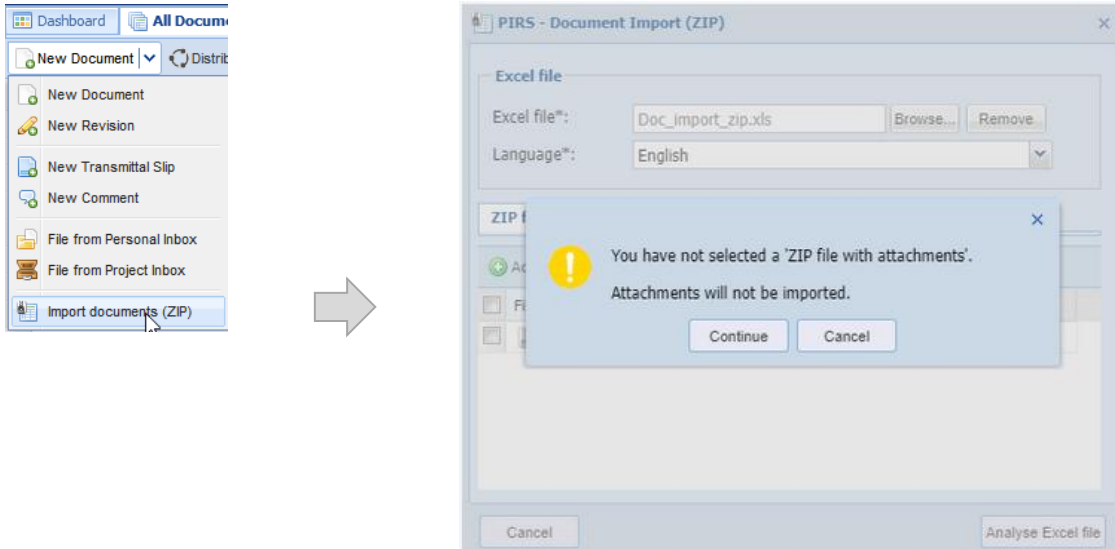 Dashboard
All Docume
New Document
Distrib
New Document
New Revision
New Transmittal Slip
New Comment
File from Personal Inbox
File from Project Inbox
Import documents (ZIP)
PIRS - Document Import (ZIP)
Excel file
Excel file*: Doc_import_zip.xls Browse... Remove
Language*: English
ZIP f
You have not selected a 'ZIP file with attachments'.
Ad
Attachments will not be imported.
Fi
Continue Cancel
Cancel Analyse Excel file